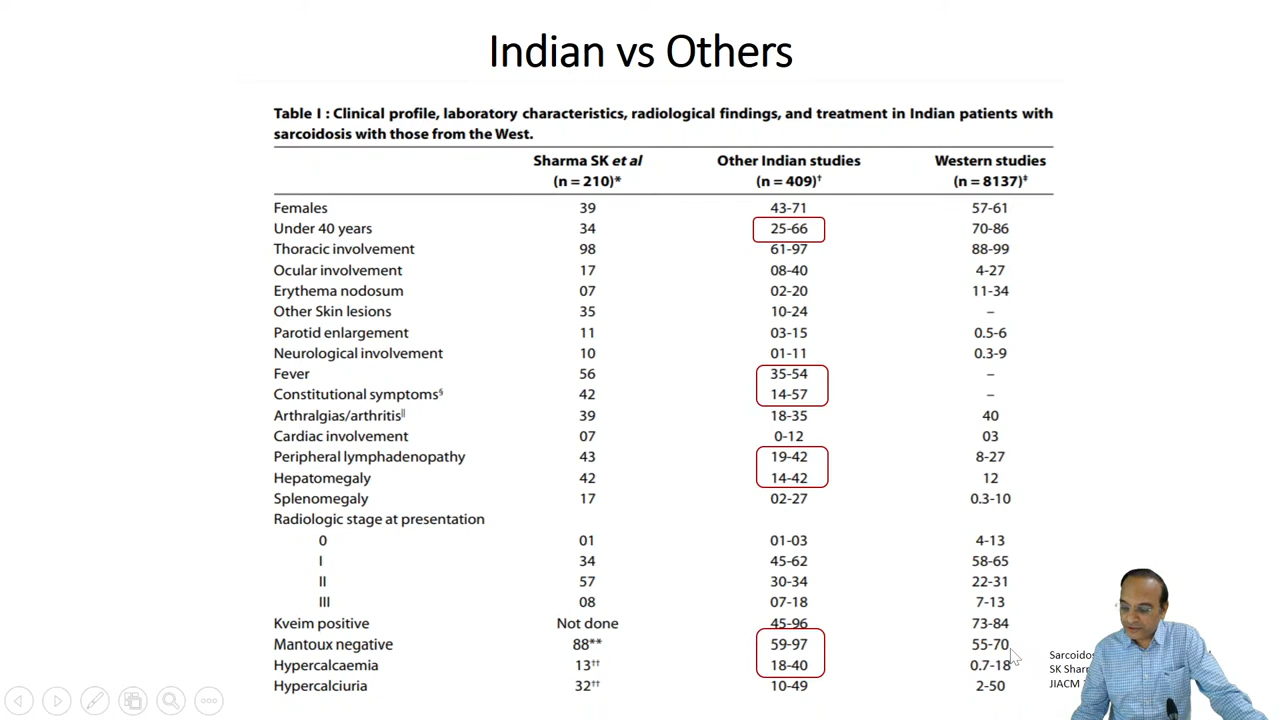 Indian vs Others
Table I : Clinical profile, laboratory characteristics, radiological findings, and treatment in Indian patients with
sarcoidosis with those from the West.
Sharma SK et al Other Indian studies Western studies
(n = 210)* (n = 409)† (n = 8137)‡
Females 39 43-71 57-61
Under 40 years 34 25-66 70-86
Thoracic involvement 98 61-97 88-99
Ocular involvement 17 08-40 4-27
Erythema nodosum 07 02-20 11-34
Other Skin lesions 35 10-24 –
Parotid enlargement 11 03-15 0.5-6
Neurological involvement 10 01-11 0.3-9
Fever 56 35-54 –
Constitutional symptoms§ 42 14-57 –
Arthralgias/arthritis|| 39 18-35 40
Cardiac involvement 07 0-12 03
Peripheral lymphadenopathy 43 19-42 8-27
Hepatomegaly 42 14-42 12
Splenomegaly 17 02-27 0.3-10
Radiologic stage at presentation
0 01 01-03 4-13
I 34 45-62 58-65
II 57 30-34 22-31
III 08 07-18 7-13
Kveim positive Not done 45-96 73-84
Mantoux negative 88** 59-97 55-70
Hypercalcaemia 13†† 18-40 0.7-18
Hypercalciuria 32†† 10-49 2-50
SK
JIACM